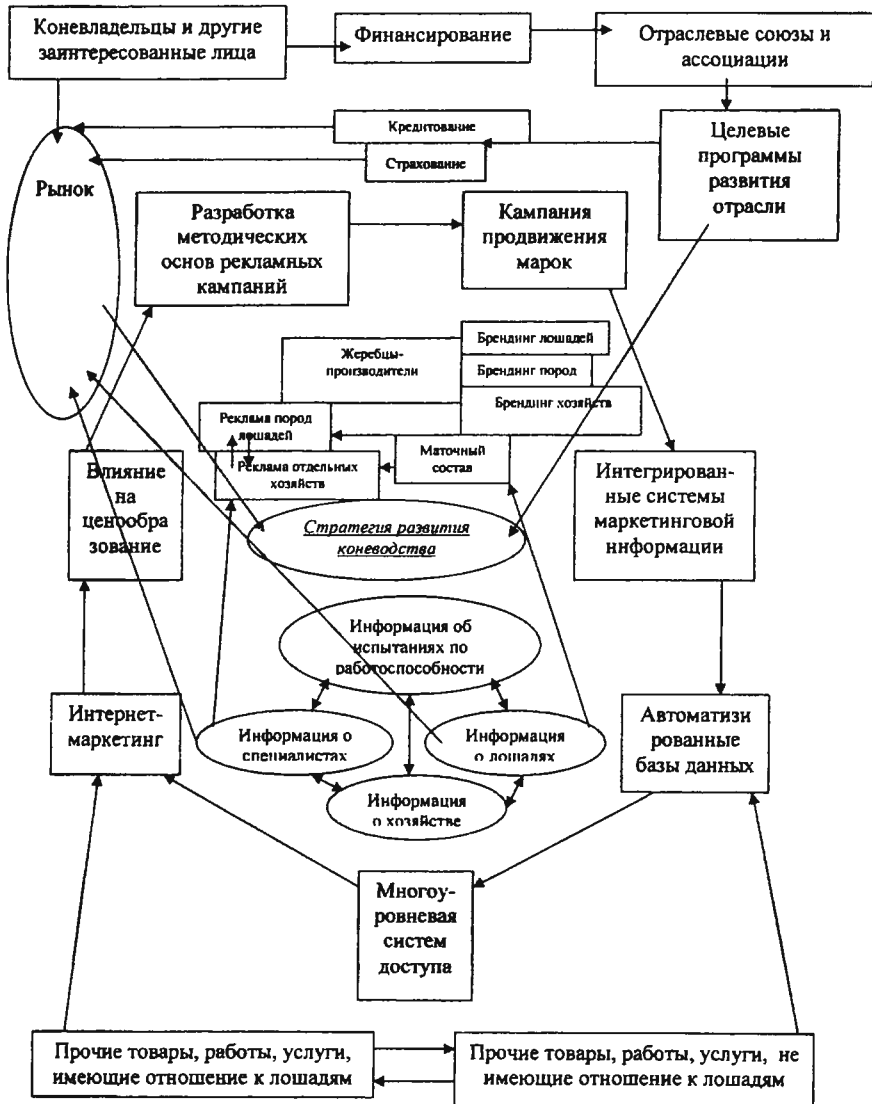 Коневладельцы и другие
заинтересованные лица
Финансирование
Отраслевые союзы и
ассоциации
Кредитование
Страхование
Целевые
программы
развития
отрасли
Рынок
Разработка
методических
основ рекламных
кампаний
Кампания
продвижения
марок
Жеребцы-
производители
Брендинг лошадей
Брендинг пород
Брендинг хозяйств
Реклама пород
лошадей
Реклама отдельных
хозяйств
Маточный
состав
Влияние
на
ценообра
зование
Стратегия развития
коневодства
Интегрирован-
ные системы
маркетинговой
информации
Информация об
испытаниях по
работоспособности
Интернет-
маркетинг
Информация о
специалистах
Информация
о лошадях
Автоматизи
рованные
базы данных
Информация
о хозяйстве
Многоу-
ровневая
систем
доступа
Прочие товары, работы, услуги,
имеющие отношение к лошадям
Прочие товары, работы, услуги, не
имеющие отношение к лошадям